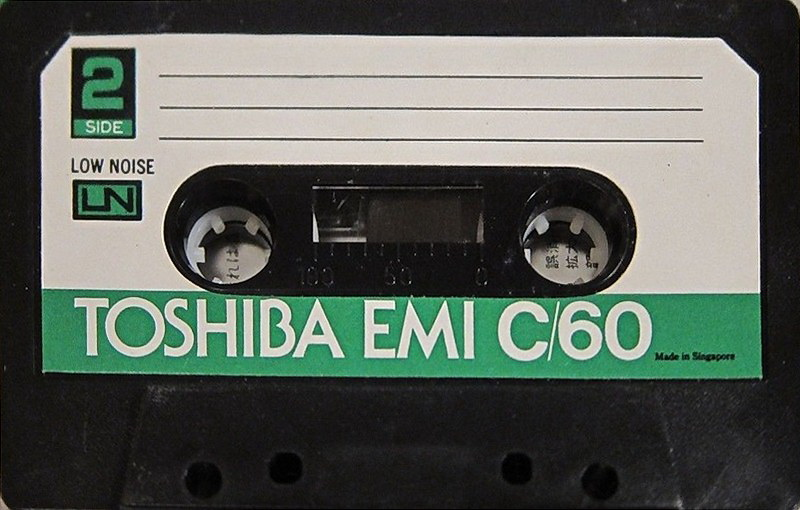 2
SIDE
LOW NOISE
LN
100 50 0
TOSHIBA EMI C/60
Made in Singapore